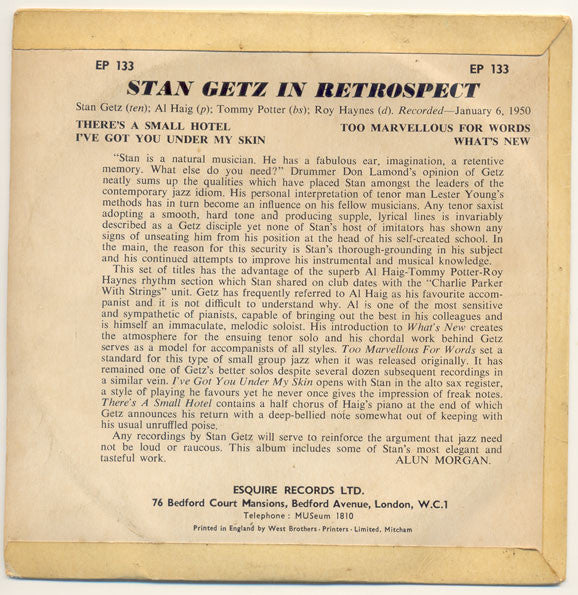 EP 133 EP 133
STAN GETZ IN RETROSPECT
Stan Getz (ten); Al Haig (p); Tommy Potter (bs); Roy Haynes (d). Recorded—January 6, 1950
THERE'S A SMALL HOTEL TOO MARVELLOUS FOR WORDS
I'VE GOT YOU UNDER MY SKIN WHAT'S NEW
"Stan is a natural musician. He has a fabulous ear, imagination, a retentive
memory. What else do you need?" Drummer Don Lamond's opinion of Getz
neatly sums up the qualities which have placed Stan amongst the leaders of the
contemporary jazz idiom. His personal interpretation of tenor man Lester Young's
methods has in turn become an influence on his fellow musicians. Any tenor saxist
adopting a smooth, hard tone and producing supple, lyrical lines is invariably
described as a Getz disciple yet none of Stan's host of imitators has shown any
signs of unseating him from his position at the head of his self-created school. In
the main, the reason for this security is Stan's thorough-grounding in his subject
and his continued attempts to improve his instrumental and musical knowledge.
This set of titles has the advantage of the superb Al Haig-Tommy Potter-Roy
Haynes rhythm section which Stan shared on club dates with the "Charlie Parker
With Strings" unit. Getz has frequently referred to Al Haig as his favourite accom-
panist and it is not difficult to understand why. Al is one of the most sensitive
and sympathetic of pianists, capable of bringing out the best in his colleagues and
is himself an immaculate, melodic soloist. His introduction to What's New creates
the atmosphere for the ensuing tenor solo and his chordal work behind Getz
serves as a model for accompanists of all styles. Too Marvellous For Words set a
standard for this type of small group jazz when it was released originally. It has
remained one of Getz's better solos despite several dozen subsequent recordings in
a similar vein. I've Got You Under My Skin opens with Stan in the alto sax register,
a style of playing he favours yet he never once gives the impression of freak notes.
There's A Small Hotel contains a half chorus of Haig's piano at the end of which
Getz announces his return with a deep-bellied note somewhat out of keeping with
his usual unruffled poise.
Any recordings by Stan Getz will serve to reinforce the argument that jazz need
not be loud or raucous. This album includes some of Stan's most elegant and
tasteful work. ALUN MORGAN.
ESQUIRE RECORDS LTD.
76 Bedford Court Mansions, Bedford Avenue, London, W.C.1
Telephone : MUSeum 1810
Printed in England by West Brothers · Printers · Limited, Mitcham